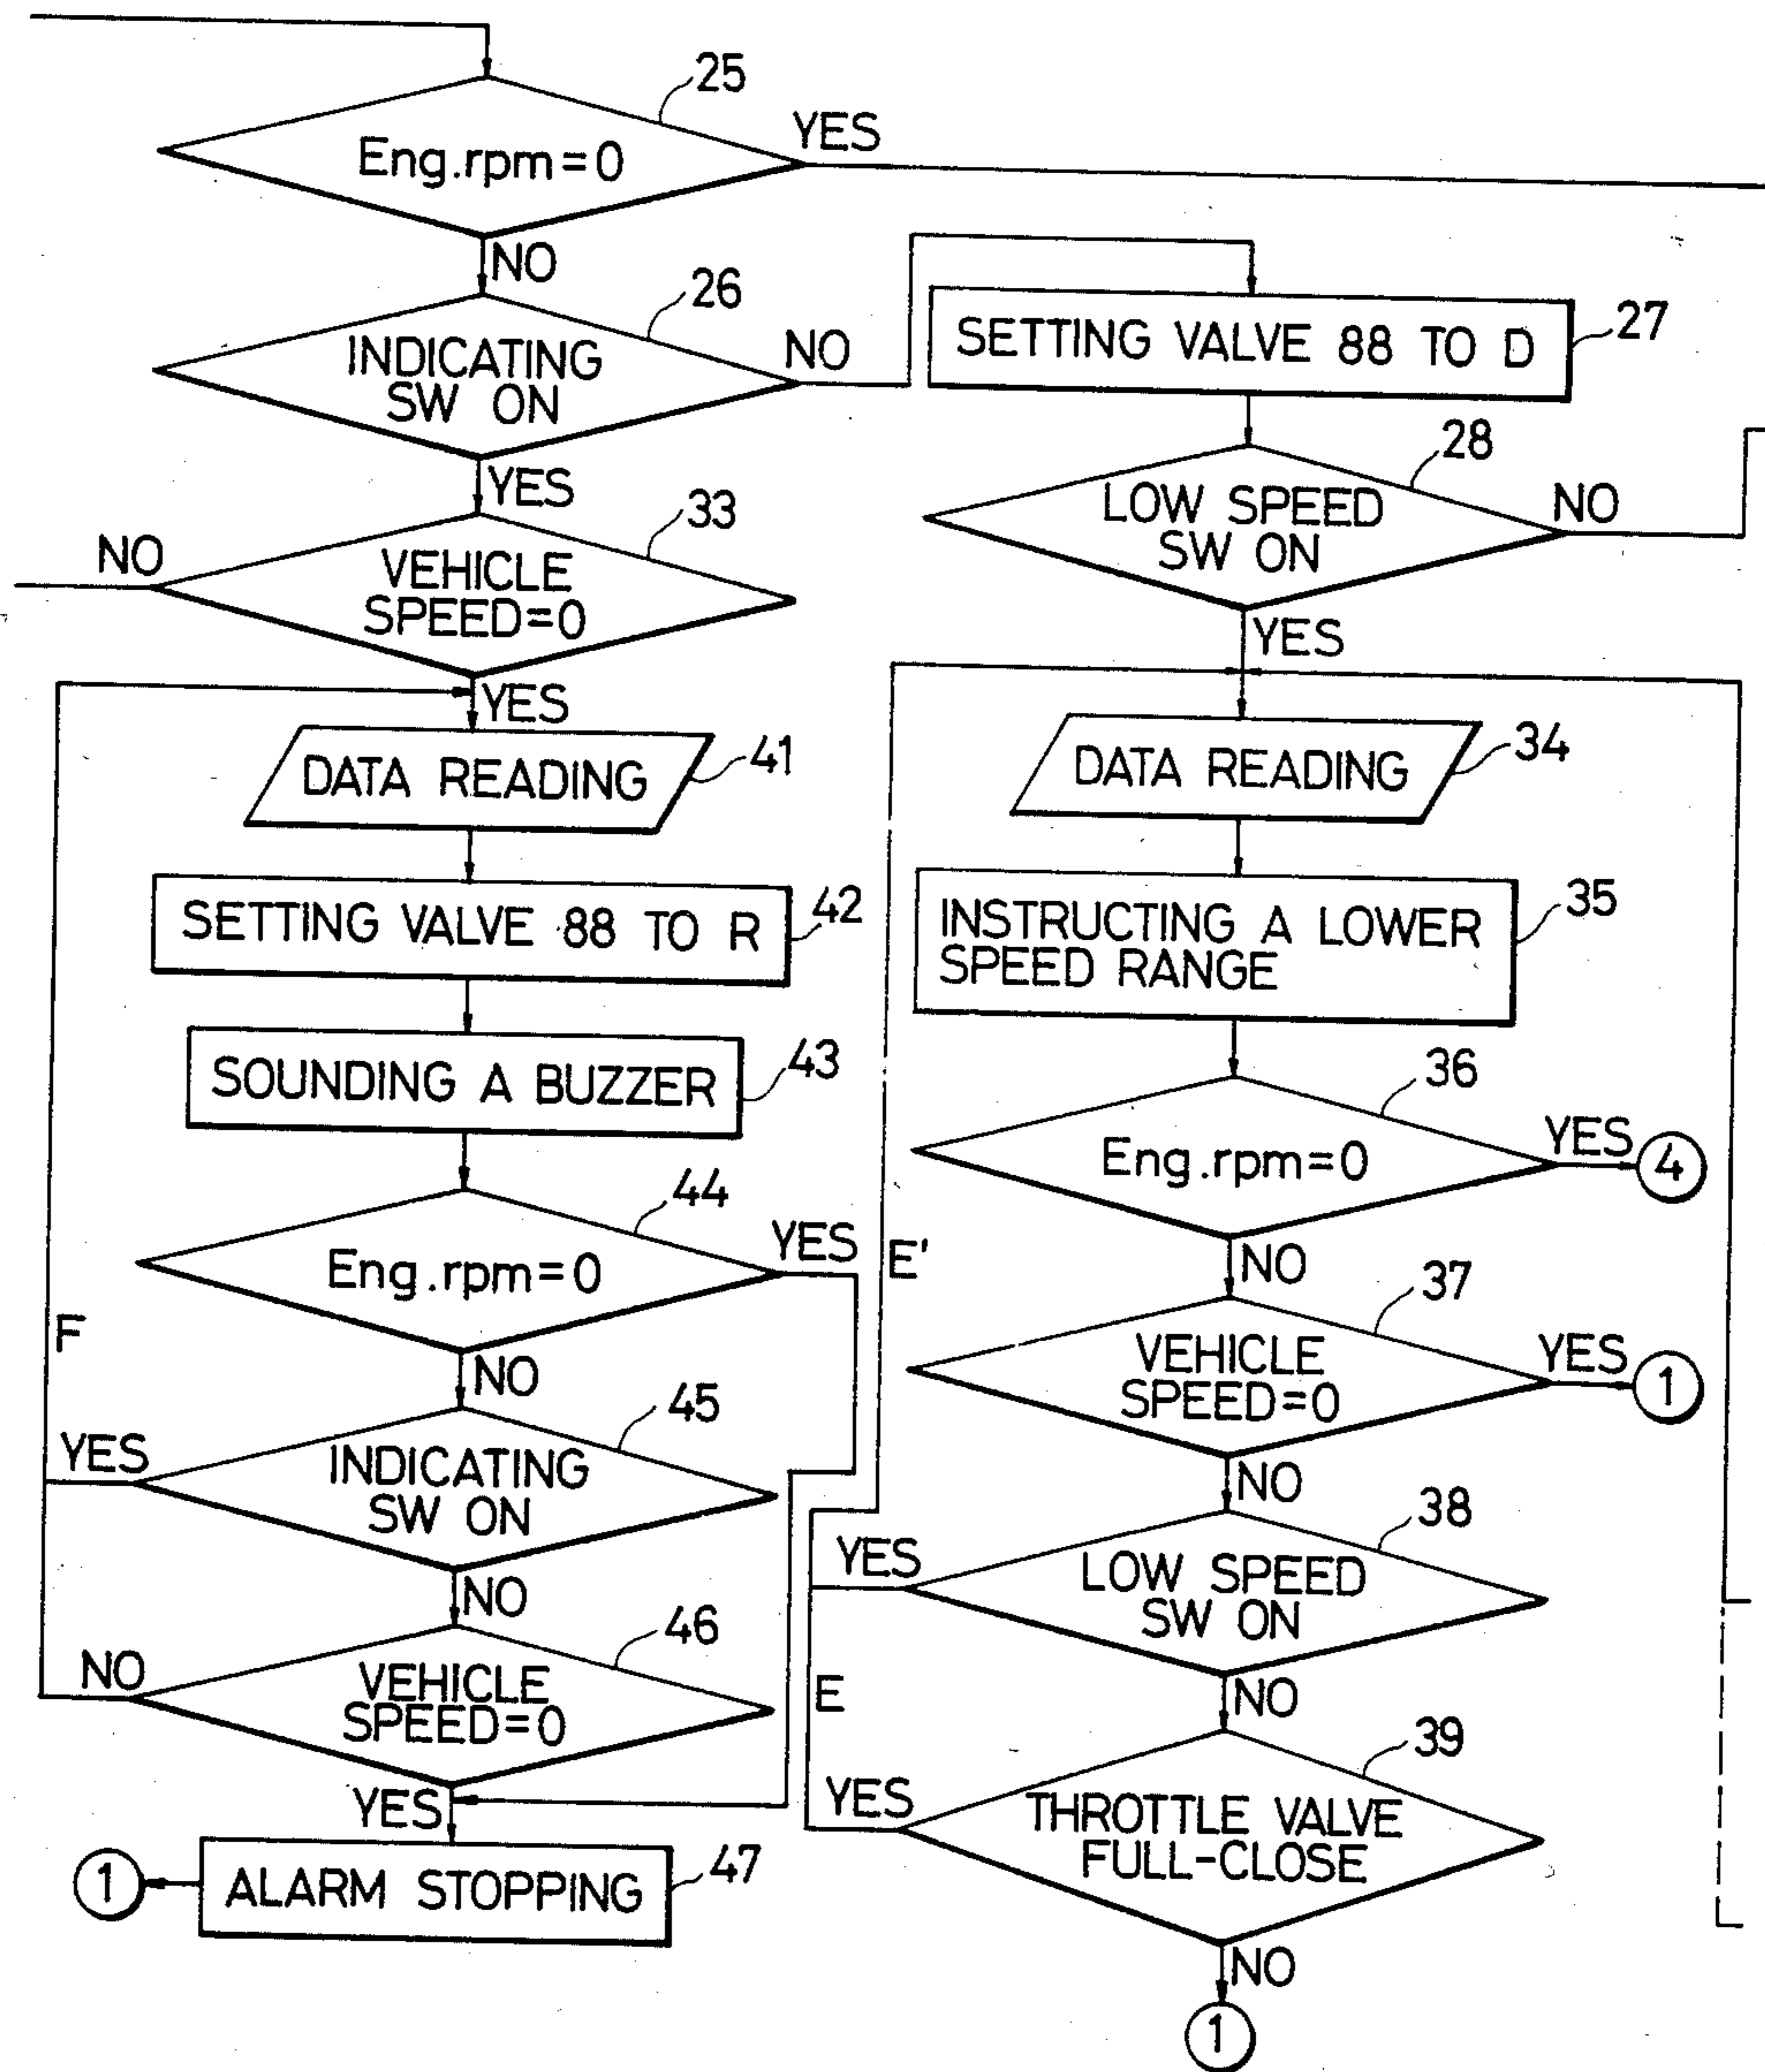 25
Eng.rpm=0
YES
NO
26
INDICATING
SW ON
NO
YES
33
VEHICLE
SPEED=0
NO
YES
DATA READING
41
SETTING VALVE 88 TO R
42
SOUNDING A BUZZER
43
44
Eng.rpm=0
YES
NO
F
45
INDICATING
SW ON
YES
NO
46
VEHICLE
SPEED=0
NO
YES
ALARM STOPPING
47
1
SETTING VALVE 88 TO D
27
28
LOW SPEED
SW ON
NO
YES
DATA READING
34
INSTRUCTING A LOWER
SPEED RANGE
35
36
Eng.rpm=0
YES
4
E'
NO
37
VEHICLE
SPEED=0
YES
1
NO
38
LOW SPEED
SW ON
YES
NO
E
39
THROTTLE VALVE
FULL-CLOSE
YES
NO
1